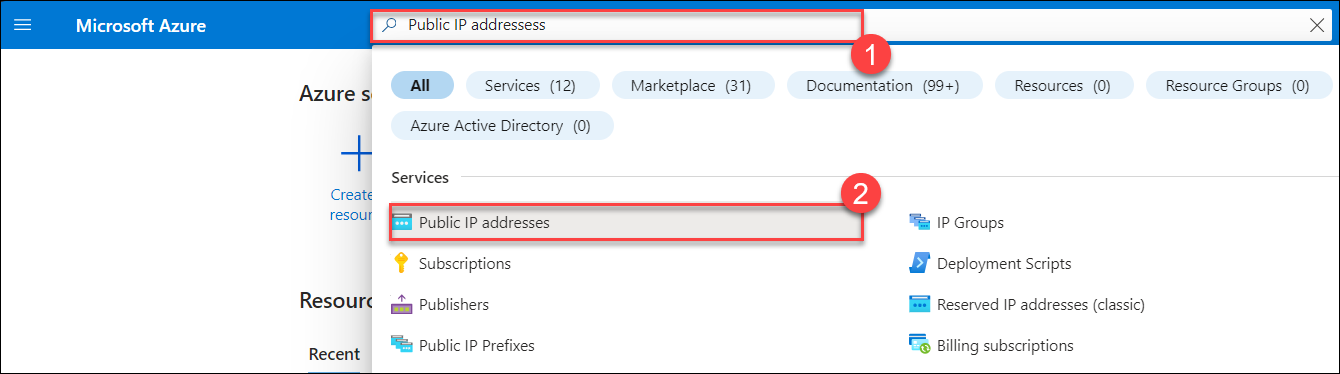 Microsoft Azure
Public IP addressess
1
All
Services (12)
Marketplace (31)
Documentation (99+)
Resources (0)
Resource Groups (0)
Azure Active Directory (0)
Azure s
Create
resour
Services
2
Public IP addresses
IP Groups
Subscriptions
Deployment Scripts
Publishers
Reserved IP addresses (classic)
Public IP Prefixes
Billing subscriptions
Resourc
Recent